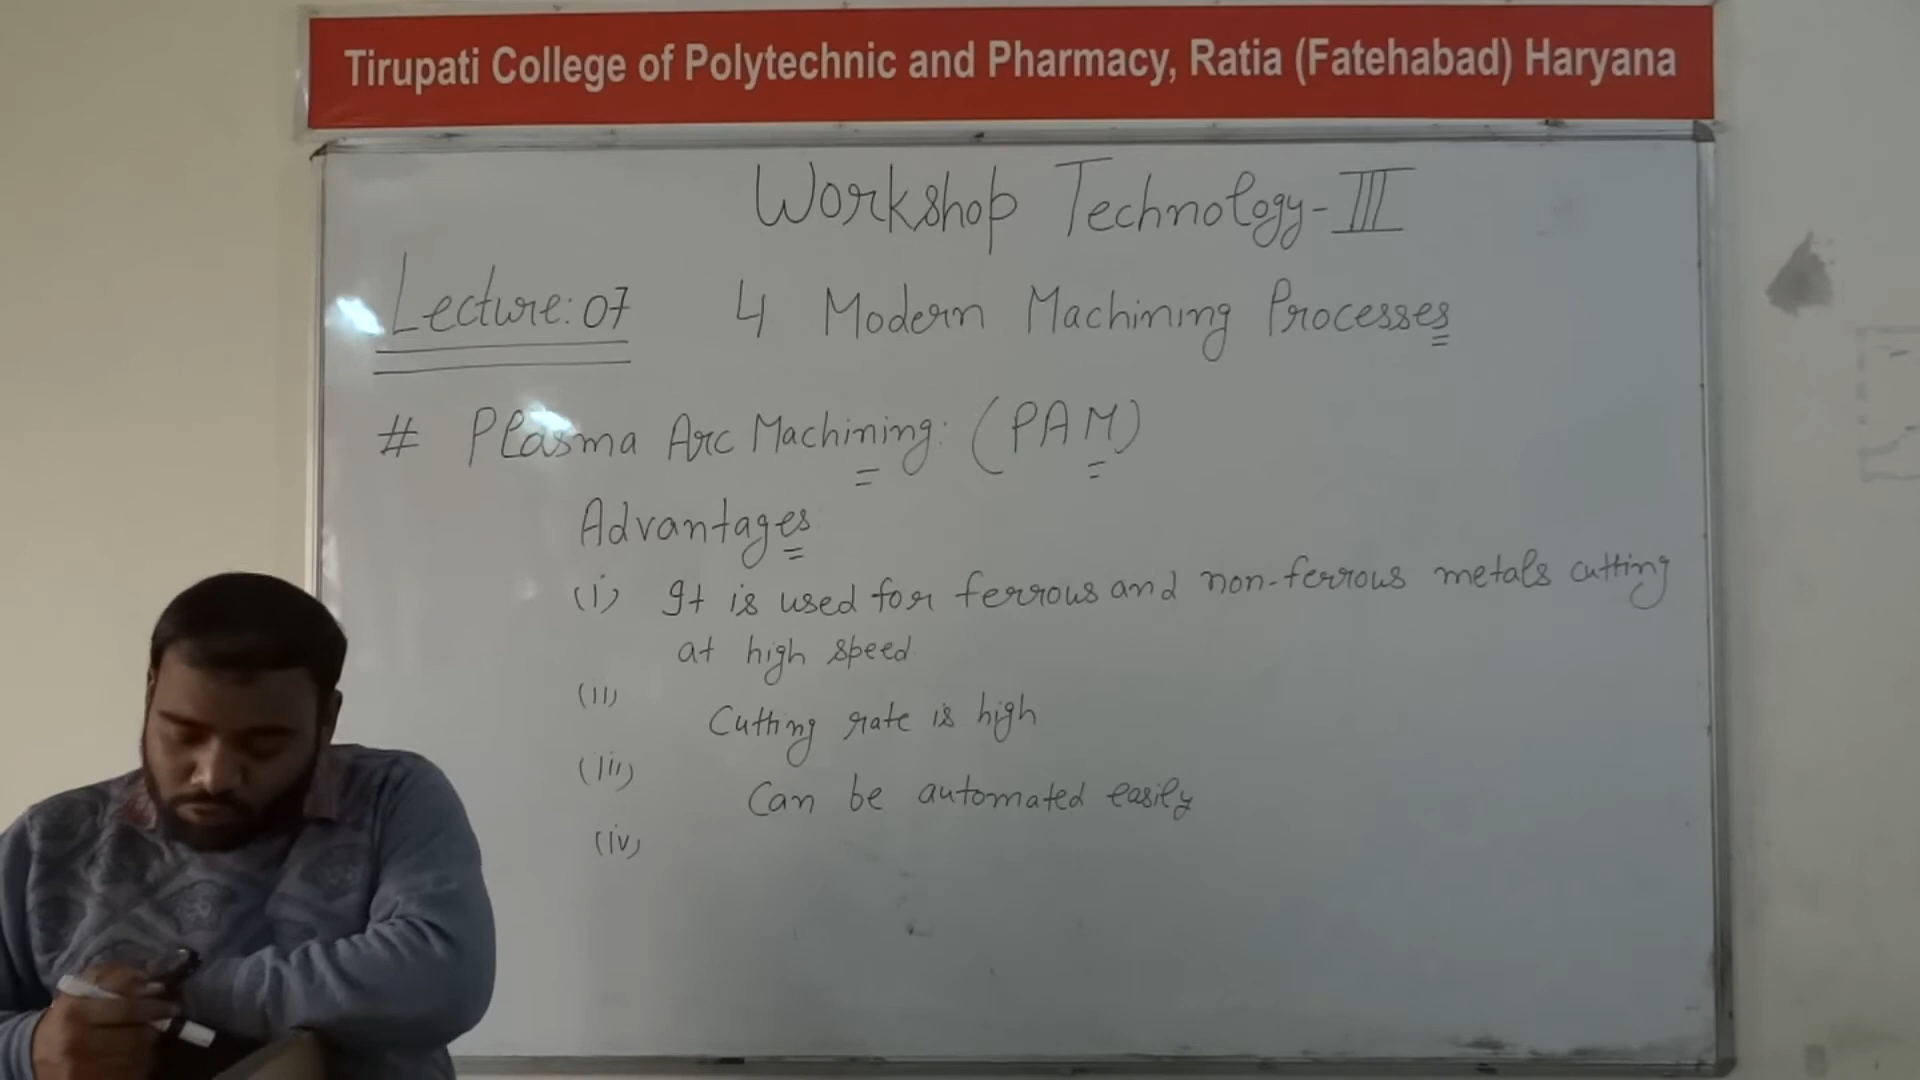 Tirupati College of Polytechnic and Pharmacy, Ratia (Fatehabad) Haryana
Workshop Technology-III
Lecture: 07 4 Modern Machining Processes
# Plasma Arc Machining: (PAM)
Advantages
(i) It is used for ferrous and non-ferrous metals cutting
at high speed
(ii) Cutting rate is high
(iii) Can be automated easily
(iv)